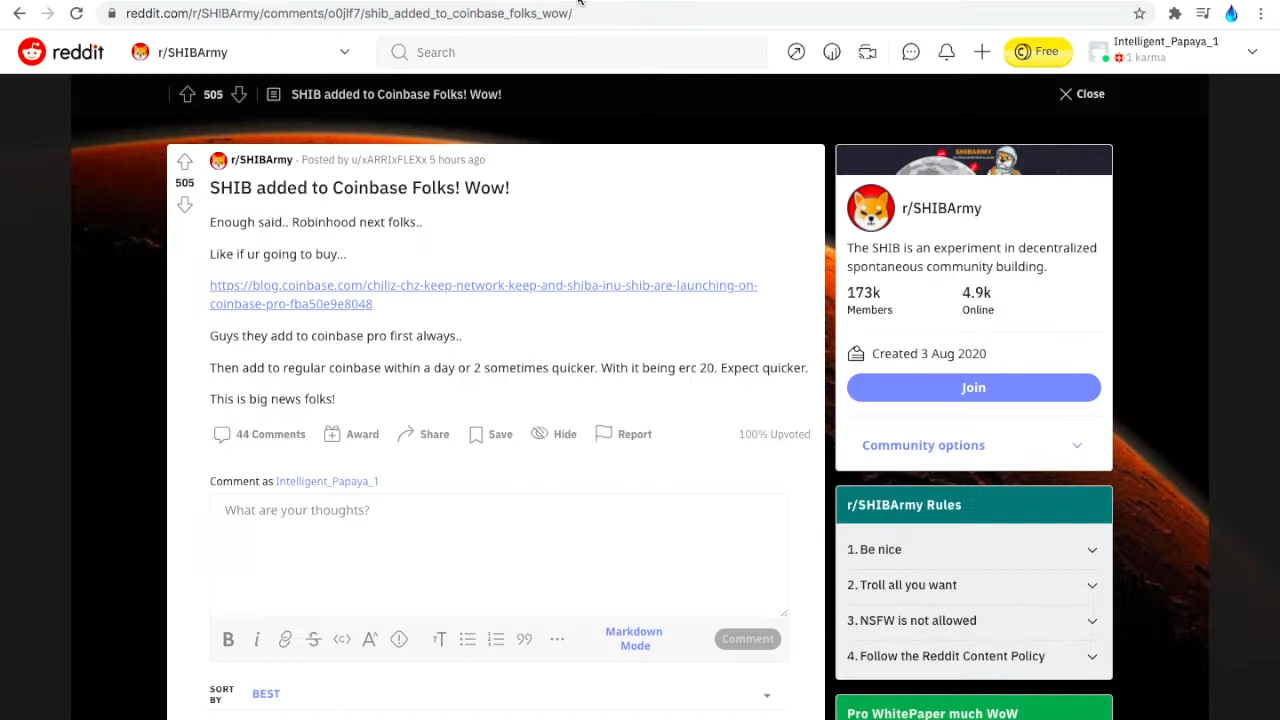 reddit.com/r/SHIBArmy/comments/o0jlf7/shib_added_to_coinbase_folks_wow/
reddit
r/SHIBArmy
Search
Free
Intelligent_Papaya_1
1 karma
505
SHIB added to Coinbase Folks! Wow!
Close
r/SHIBArmy · Posted by u/xARRIxFLEXx 5 hours ago
505
SHIB added to Coinbase Folks! Wow!
Enough said.. Robinhood next folks..
Like if ur going to buy...
https://blog.coinbase.com/chiliz-chz-keep-network-keep-and-shiba-inu-shib-are-launching-on-
coinbase-pro-fba50e9e8048
Guys they add to coinbase pro first always..
Then add to regular coinbase within a day or 2 sometimes quicker. With it being erc 20. Expect quicker.
This is big news folks!
44 Comments
Award
Share
Save
Hide
Report
100% Upvoted
Comment as Intelligent_Papaya_1
What are your thoughts?
Markdown
Mode
Comment
SORT
BY
BEST
SHIBARMY
r/SHIBArmy
The SHIB is an experiment in decentralized
spontaneous community building.
173k
4.9k
Members
Online
Created 3 Aug 2020
Join
Community options
r/SHIBArmy Rules
1. Be nice
2. Troll all you want
3. NSFW is not allowed
4. Follow the Reddit Content Policy
Pro WhitePaper much WoW